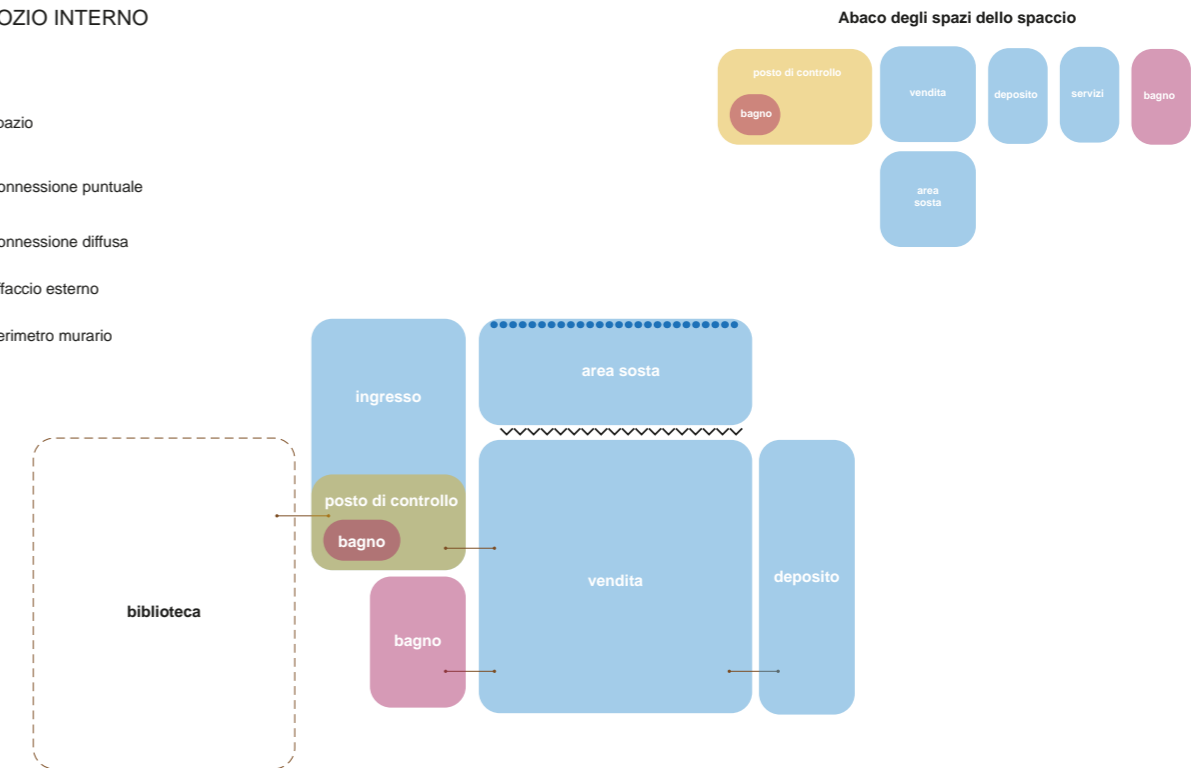 OZIO INTERNO
pazio
onnessione puntuale
onnessione diffusa
ffaccio esterno
erimetro murario
Abaco degli spazi dello spaccio
posto di controllo
bagno
vendita
deposito
servizi
bagno
area
sosta
ingresso
area sosta
posto di controllo
bagno
vendita
deposito
biblioteca
bagno